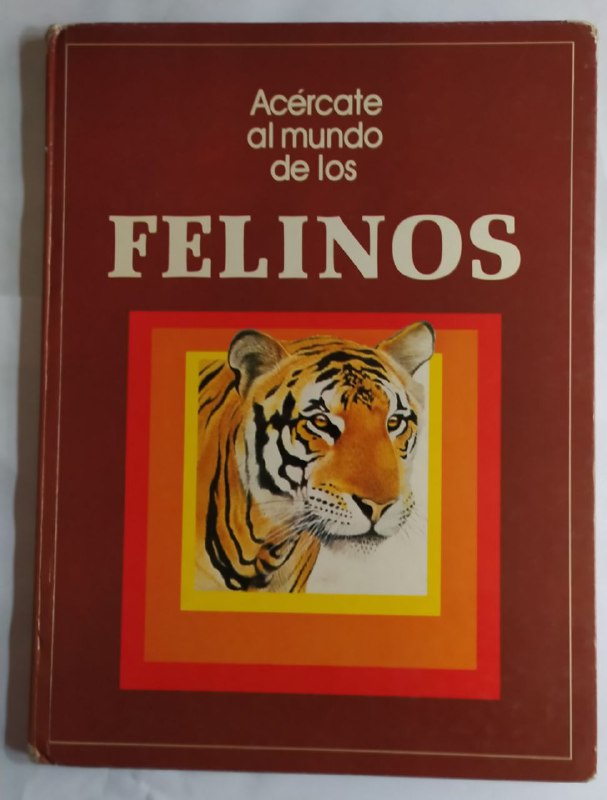 Acércate
al mundo
de los
FELINOS